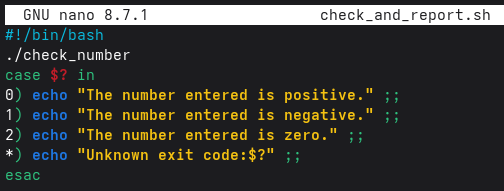 GNU nano 8.7.1 check_and_report.sh
#!/bin/bash
./check_number
case $? in
0) echo "The number entered is positive." ;;
1) echo "The number entered is negative." ;;
2) echo "The number entered is zero." ;;
*) echo "Unknown exit code:$?" ;;
esac